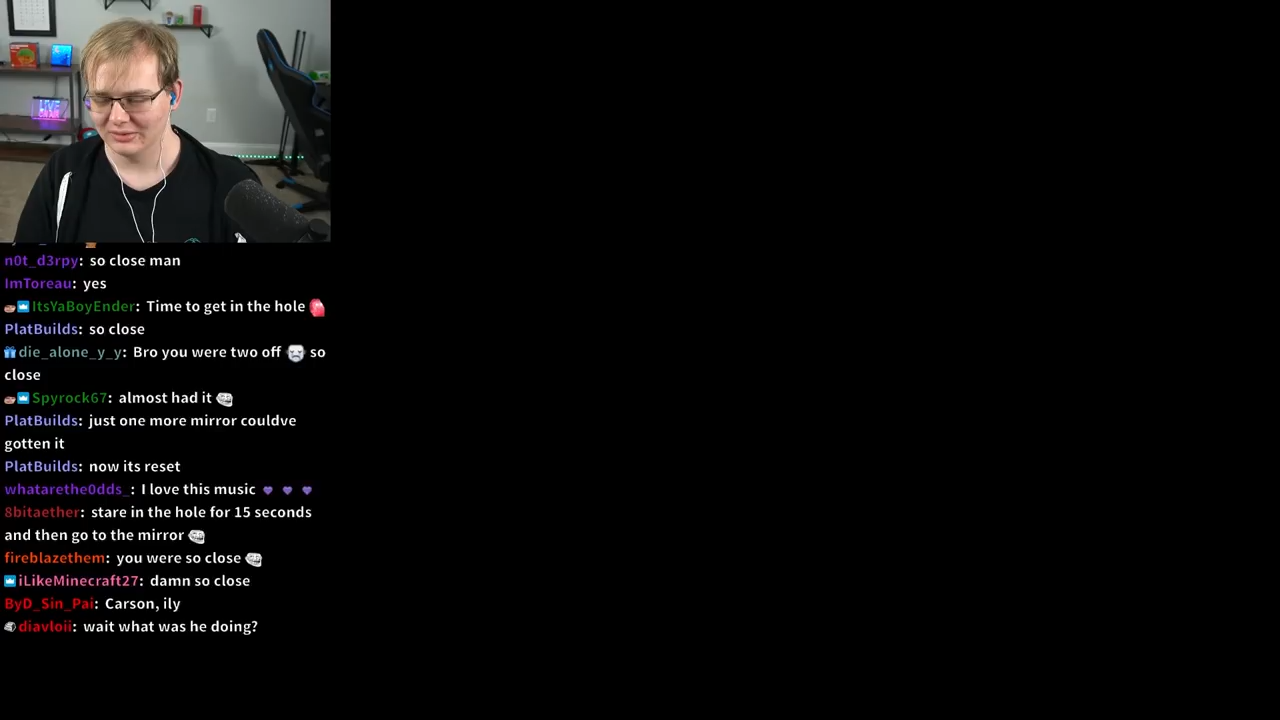 LIVE
ON AIR
n0t_d3rpy: so close man
ImToreau: yes
ItsYaBoyEnder: Time to get in the hole
PlatBuilds: so close
die_alone_y_y: Bro you were two off so
close
Spyrock67: almost had it
PlatBuilds: just one more mirror couldve
gotten it
PlatBuilds: now its reset
whatarethe0dds_: I love this music
8bitaether: stare in the hole for 15 seconds
and then go to the mirror
fireblazethem: you were so close
iLikeMinecraft27: damn so close
ByD_Sin_Pai: Carson, ily
diavloii: wait what was he doing?